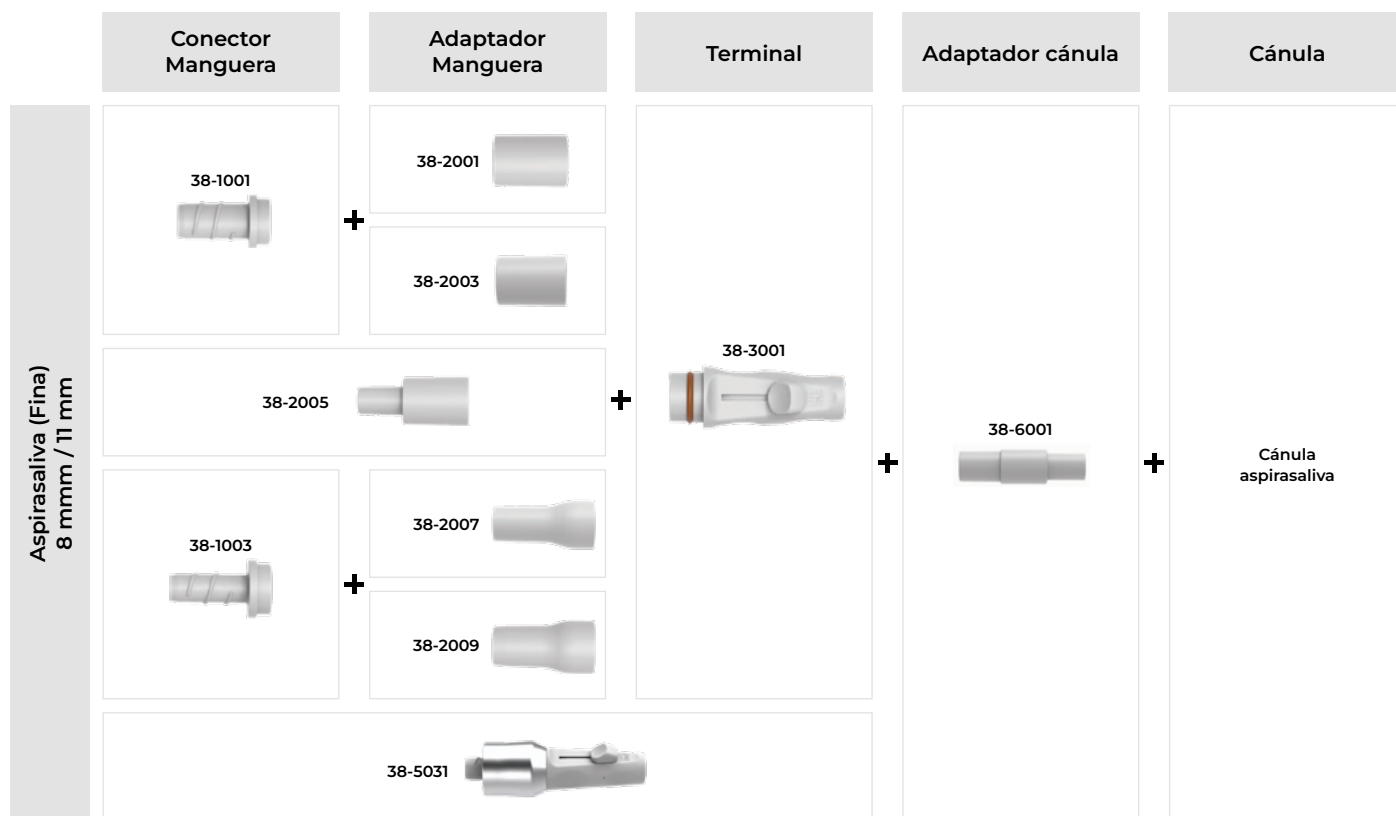 Conector
Manguera
Adaptador
Manguera
Terminal
Adaptador cánula
Cánula
Aspirasaliva (Fina)
8 mmm / 11 mm
38-1001
+
38-2001
38-2003
38-2005
+
38-3001
38-1003
+
38-2007
38-2009
38-5031
+
38-6001
+
Cánula
aspirasaliva